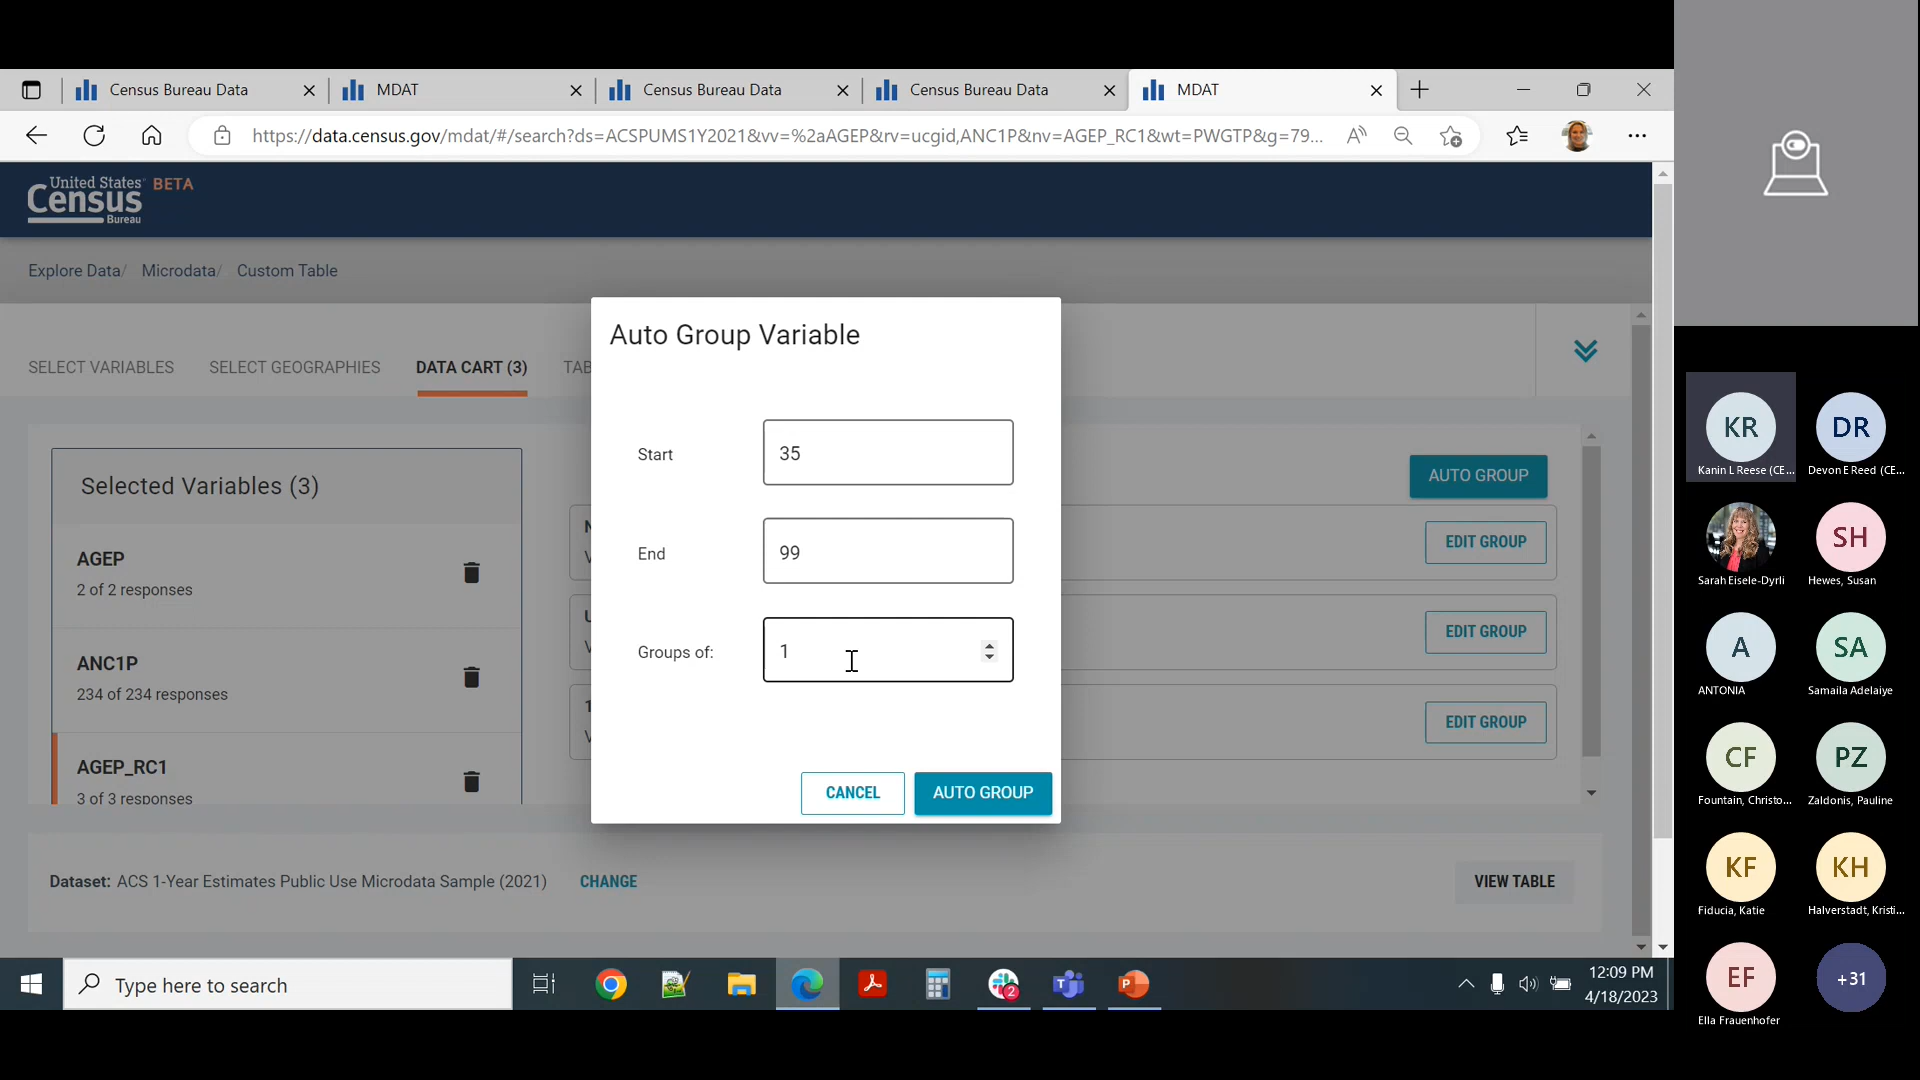 Census Bureau Data
MDAT
Census Bureau Data
Census Bureau Data
MDAT
https://data.census.gov/mdat/#/search?ds=ACSPUMS1Y2021&vv=%2aAGEP&rv=ucgid,ANC1P&nv=AGEP_RC1&wt=PWGTP&g=79...
United States®
Census
Bureau
BETA
Explore Data/ Microdata/ Custom Table
SELECT VARIABLES
SELECT GEOGRAPHIES
DATA CART (3)
TAB
Selected Variables (3)
AGEP
2 of 2 responses
ANC1P
234 of 234 responses
AGEP_RC1
3 of 3 responses
AUTO GROUP
EDIT GROUP
EDIT GROUP
EDIT GROUP
Auto Group Variable
Start
35
End
99
Groups of:
1
CANCEL
AUTO GROUP
Dataset: ACS 1-Year Estimates Public Use Microdata Sample (2021)
CHANGE
VIEW TABLE
Type here to search
2
12:09 PM
4/18/2023
KR
Kanin L Reese (CE...
DR
Devon E Reed (CE...
Sarah Eisele-Dyrli
SH
Hewes, Susan
A
ANTONIA
SA
Samaila Adelaiye
CF
Fountain, Christo...
PZ
Zaldonis, Pauline
KF
Fiducia, Katie
KH
Halverstadt, Kristi...
EF
Ella Frauenhofer
+31